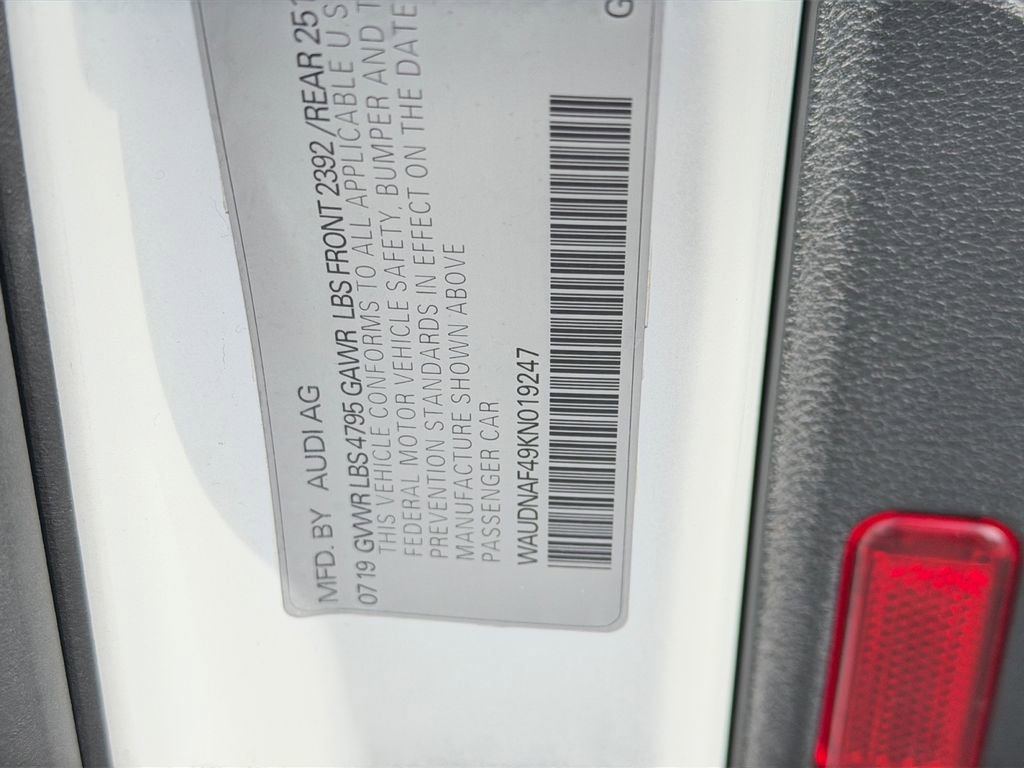 MFD. BY AUDI AG
0719 GVWR LBS 4795 GAWR LBS FRONT 2392 /REAR 251
THIS VEHICLE CONFORMS TO ALL APPLICABLE U S
FEDERAL MOTOR VEHICLE SAFETY, BUMPER AND T
PREVENTION STANDARDS IN EFFECT ON THE DATE
MANUFACTURE SHOWN ABOVE
PASSENGER CAR
WAUDNAF49KN019247
G